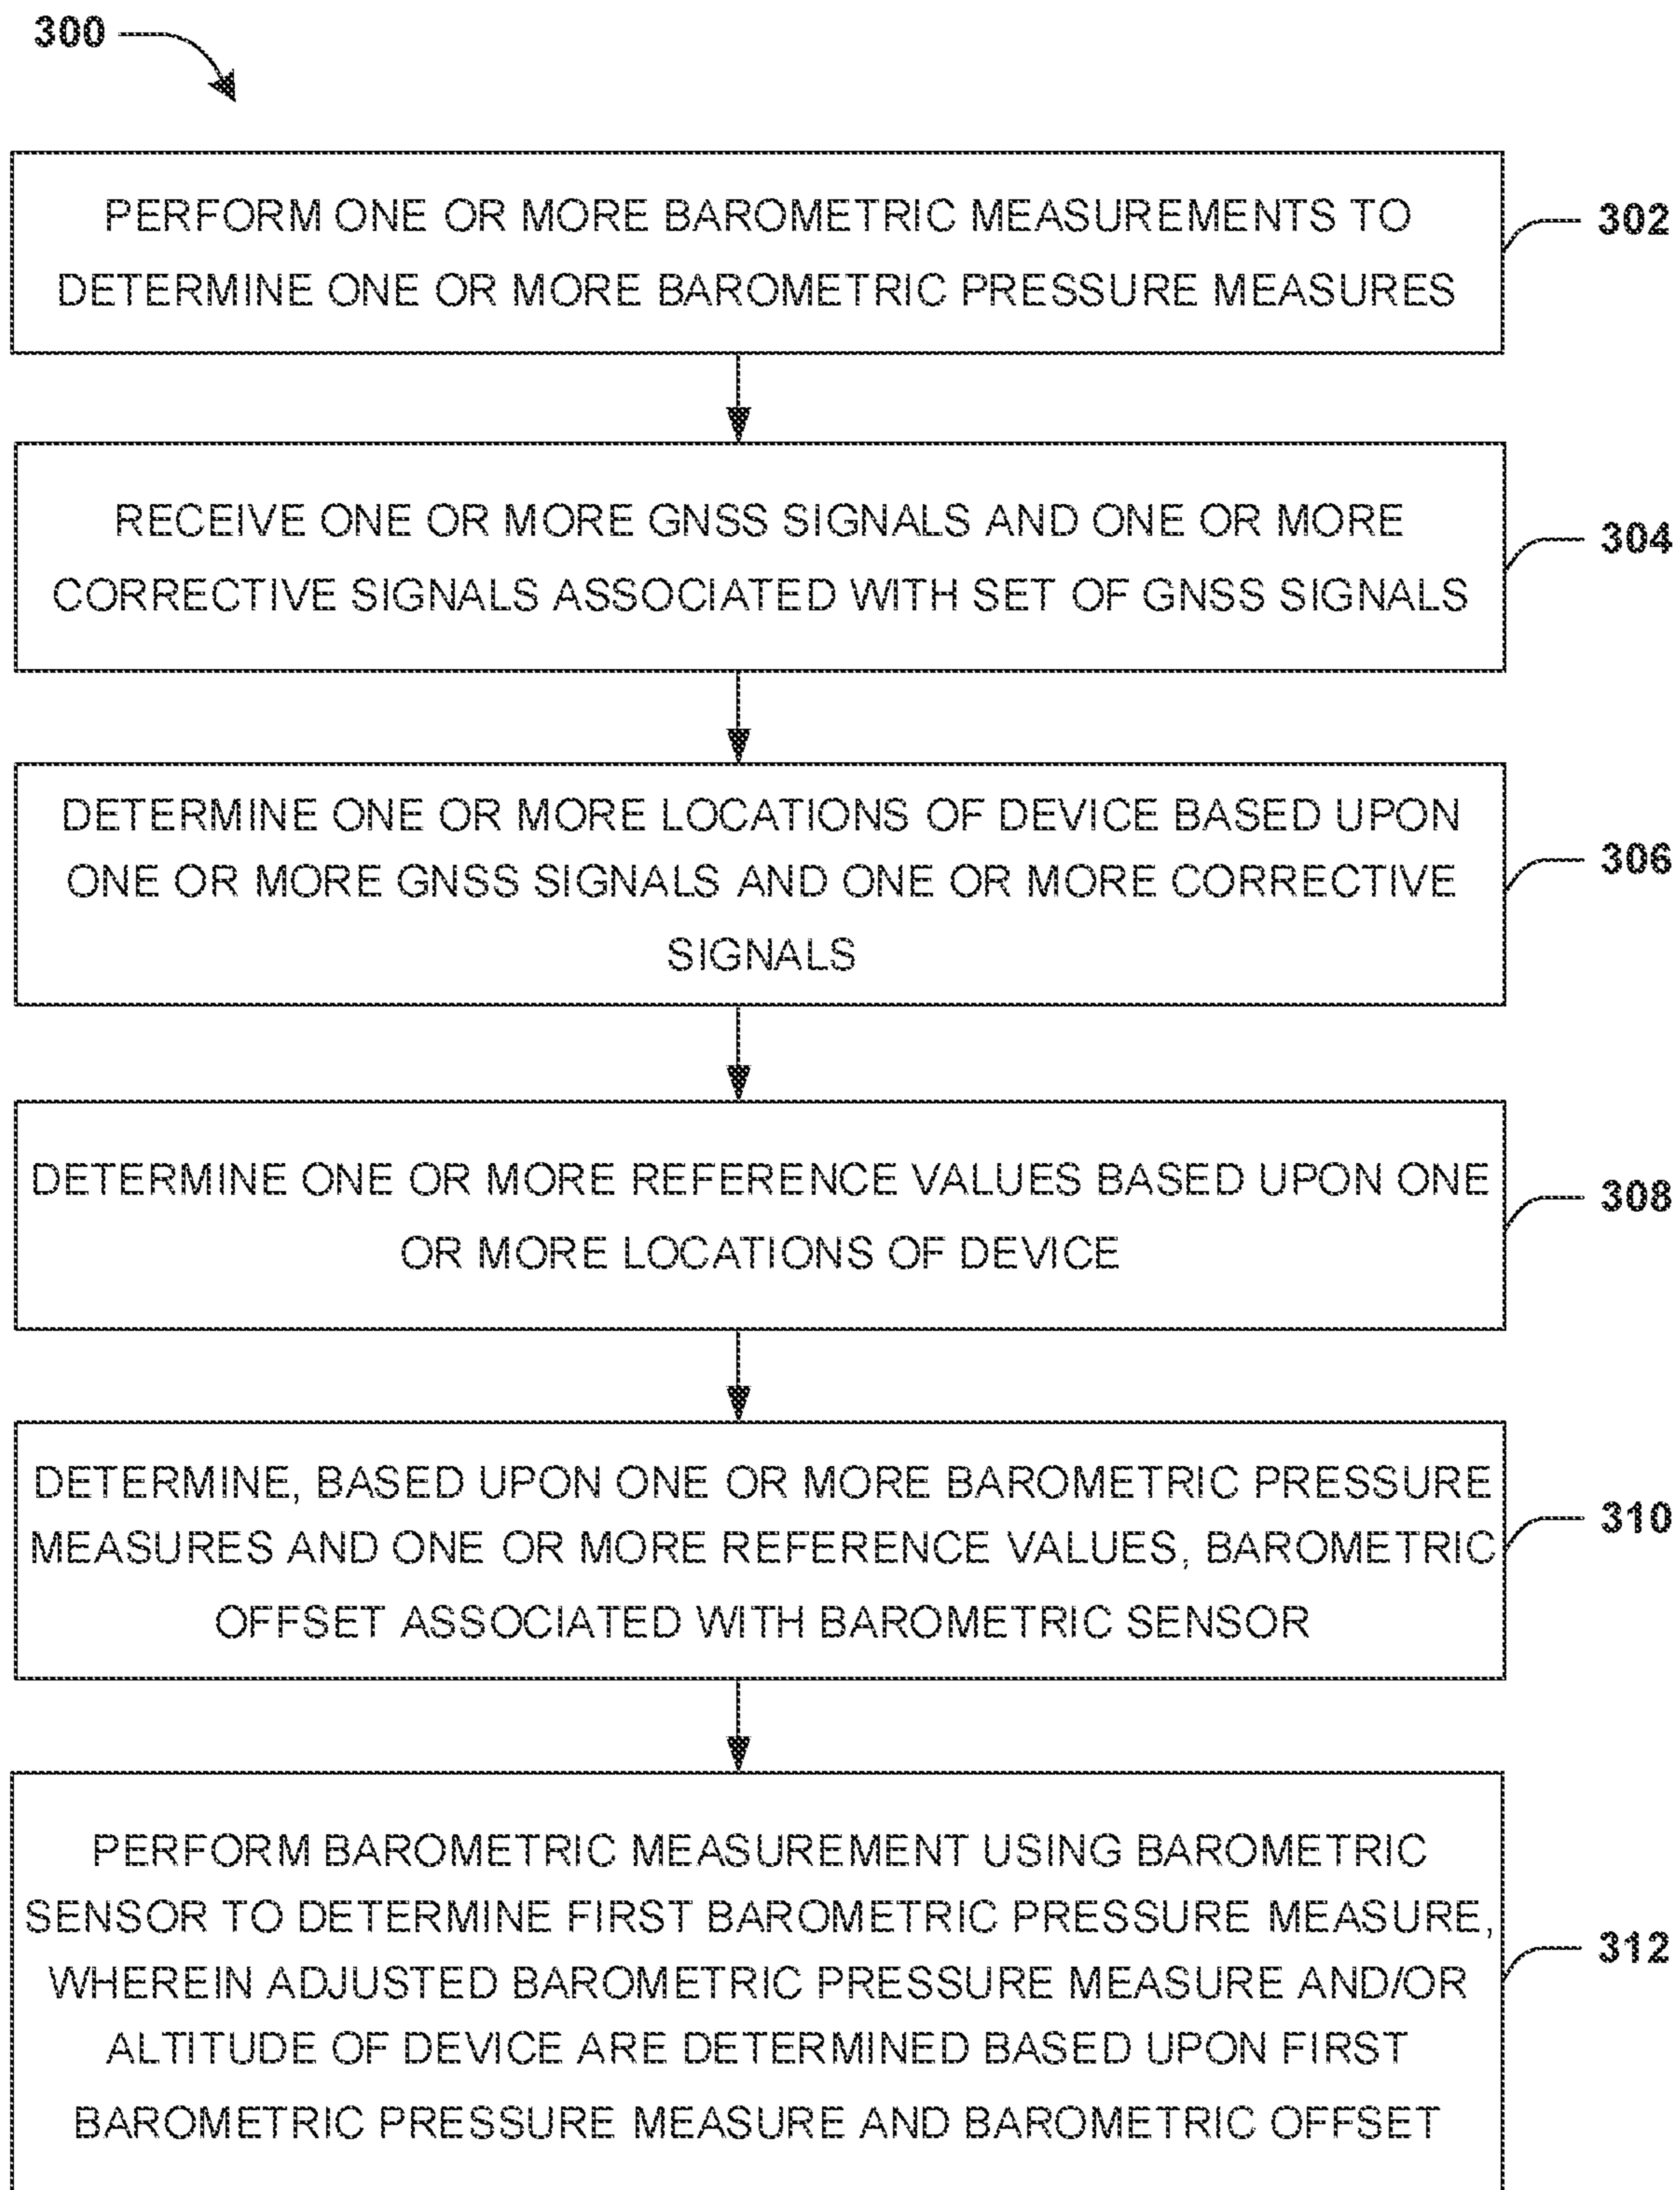 300
PERFORM ONE OR MORE BAROMETRIC MEASUREMENTS TO
DETERMINE ONE OR MORE BAROMETRIC PRESSURE MEASURES
302
RECEIVE ONE OR MORE GNSS SIGNALS AND ONE OR MORE
CORRECTIVE SIGNALS ASSOCIATED WITH SET OF GNSS SIGNALS
304
DETERMINE ONE OR MORE LOCATIONS OF DEVICE BASED UPON
ONE OR MORE GNSS SIGNALS AND ONE OR MORE CORRECTIVE
SIGNALS
306
DETERMINE ONE OR MORE REFERENCE VALUES BASED UPON ONE
OR MORE LOCATIONS OF DEVICE
308
DETERMINE, BASED UPON ONE OR MORE BAROMETRIC PRESSURE
MEASURES AND ONE OR MORE REFERENCE VALUES, BAROMETRIC
OFFSET ASSOCIATED WITH BAROMETRIC SENSOR
310
PERFORM BAROMETRIC MEASUREMENT USING BAROMETRIC
SENSOR TO DETERMINE FIRST BAROMETRIC PRESSURE MEASURE,
WHEREIN ADJUSTED BAROMETRIC PRESSURE MEASURE AND/OR
ALTITUDE OF DEVICE ARE DETERMINED BASED UPON FIRST
BAROMETRIC PRESSURE MEASURE AND BAROMETRIC OFFSET
312